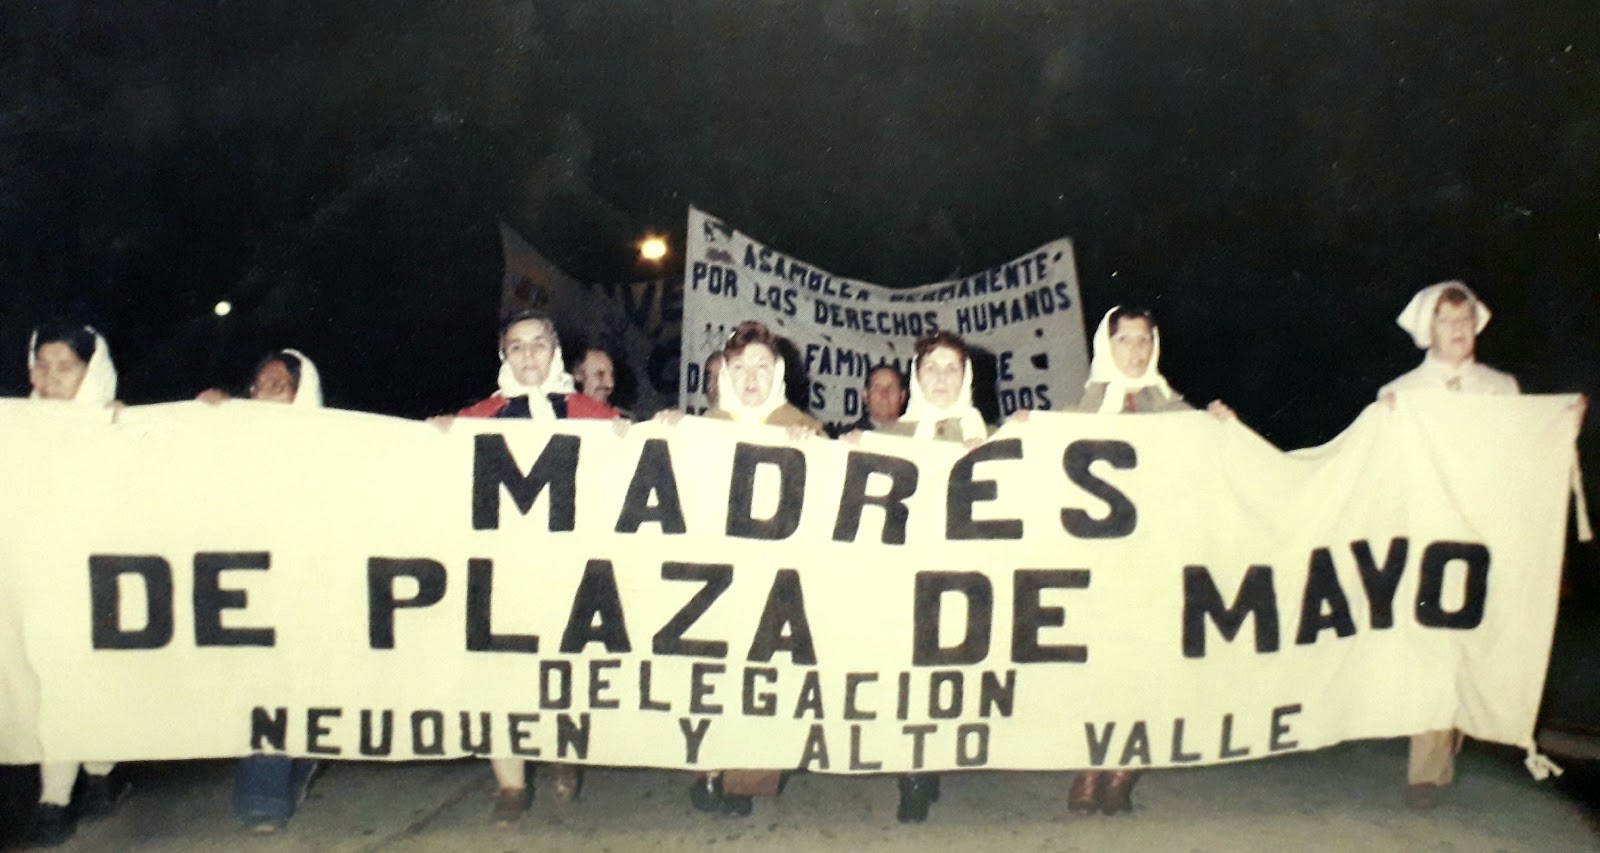 ASAMBLEA PERMANENTE
POR LOS DERECHOS HUMANOS
MADRES
DE PLAZA DE MAYO
DELEGACION
NEUQUEN Y ALTO VALLE